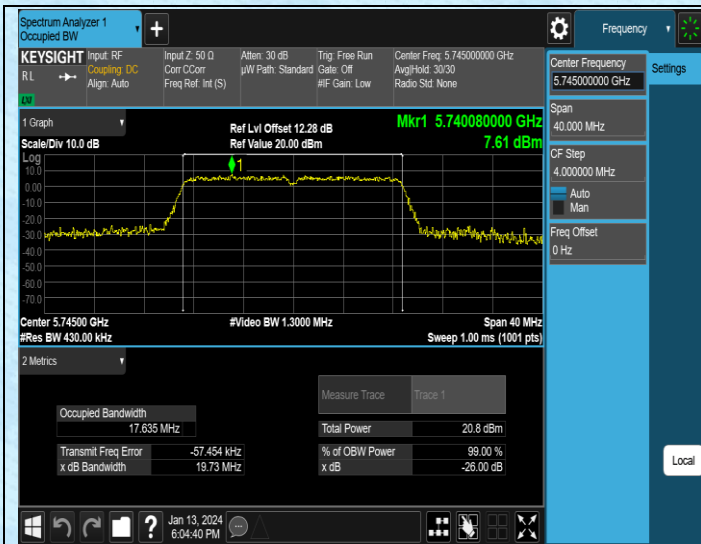 Spectrum Analyzer 1
Occupied BW
Frequency
KEYSIGHT
RL
LXI
Input: RF
Coupling: DC
Align: Auto
Input Z: 50 Ω
Corr CCorr
Freq Ref: Int (S)
Atten: 30 dB
µW Path: Standard
Trig: Free Run
Gate: Off
#IF Gain: Low
Center Freq: 5.745000000 GHz
Avg|Hold: 30/30
Radio Std: None
Center Frequency
5.745000000 GHz
Settings
Span
40.000 MHz
CF Step
4.000000 MHz
Auto
Man
Freq Offset
0 Hz
Local
1 Graph
Scale/Div 10.0 dB
Ref Lvl Offset 12.28 dB
Ref Value 20.00 dBm
Mkr1 5.740080000 GHz
7.61 dBm
Log
10.0
0.00
-10.0
-20.0
-30.0
-40.0
-50.0
-60.0
-70.0
1
Center 5.74500 GHz
#Res BW 430.00 kHz
#Video BW 1.3000 MHz
Span 40 MHz
Sweep 1.00 ms (1001 pts)
2 Metrics
Measure Trace
Trace 1
Occupied Bandwidth
17.635 MHz
Total Power
20.8 dBm
Transmit Freq Error
-57.454 kHz
% of OBW Power
99.00 %
x dB Bandwidth
19.73 MHz
x dB
-26.00 dB
?
Jan 13, 2024
6:04:40 PM